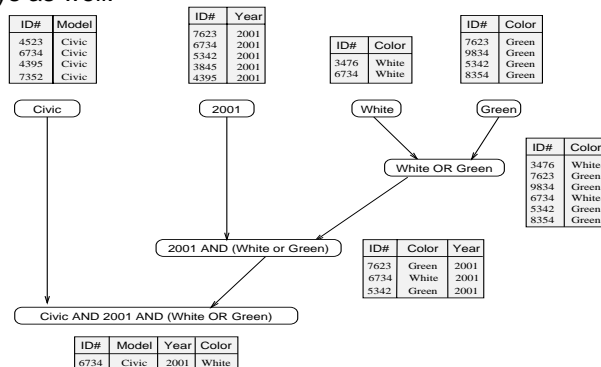 ID# Model
4523 Civic
6734 Civic
4395 Civic
7352 Civic
ID# Year
7623 2001
6734 2001
5342 2001
3845 2001
4395 2001
ID# Color
3476 White
6734 White
ID# Color
7623 Green
9834 Green
5342 Green
8354 Green
Civic
2001
White
Green
White OR Green
ID# Color
3476 White
7623 Green
9834 Green
6734 White
5342 Green
8354 Green
2001 AND (White or Green)
ID# Color Year
7623 Green 2001
6734 White 2001
5342 Green 2001
Civic AND 2001 AND (White OR Green)
ID# Model Year Color
6734 Civic 2001 White